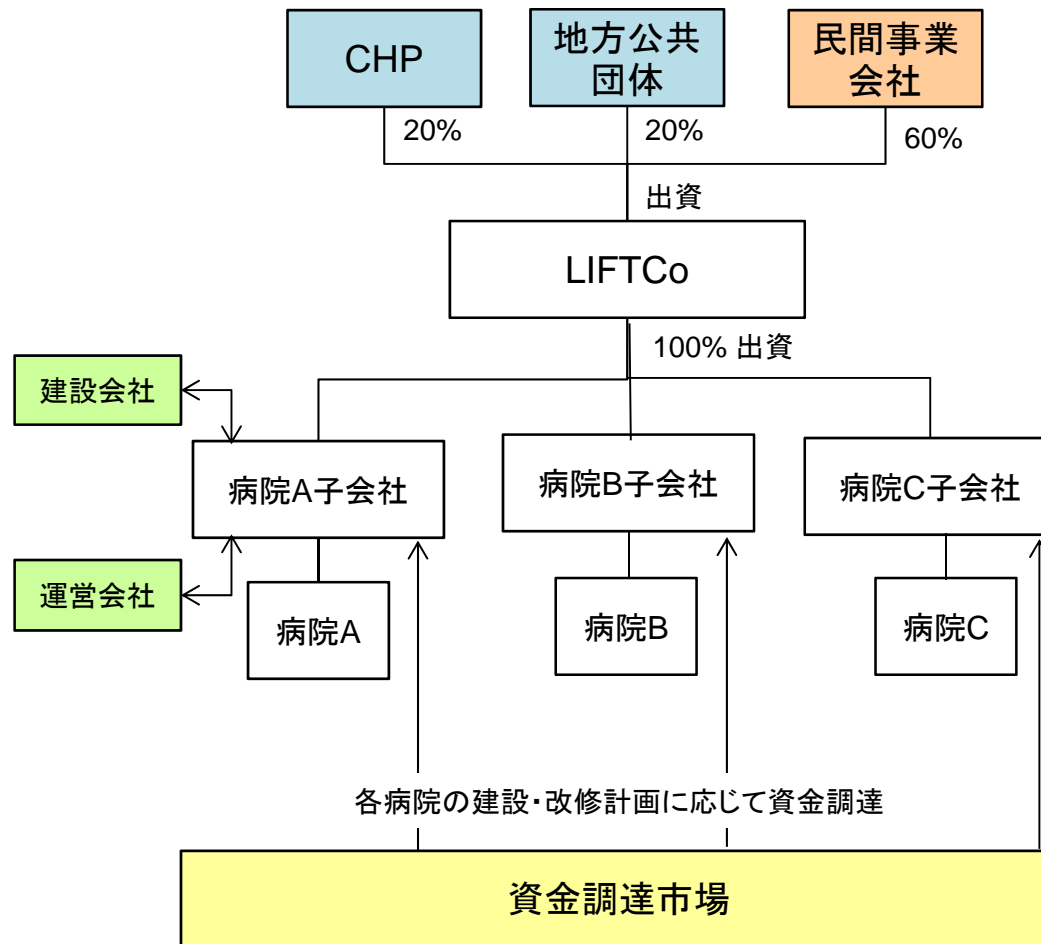 CHP
地方公共
団体
民間事業
会社
20%
20%
60%
出資
LIFTCo
100% 出資
建設会社
病院A子会社
病院B子会社
病院C子会社
運営会社
病院A
病院B
病院C
各病院の建設・改修計画に応じて資金調達
資金調達市場